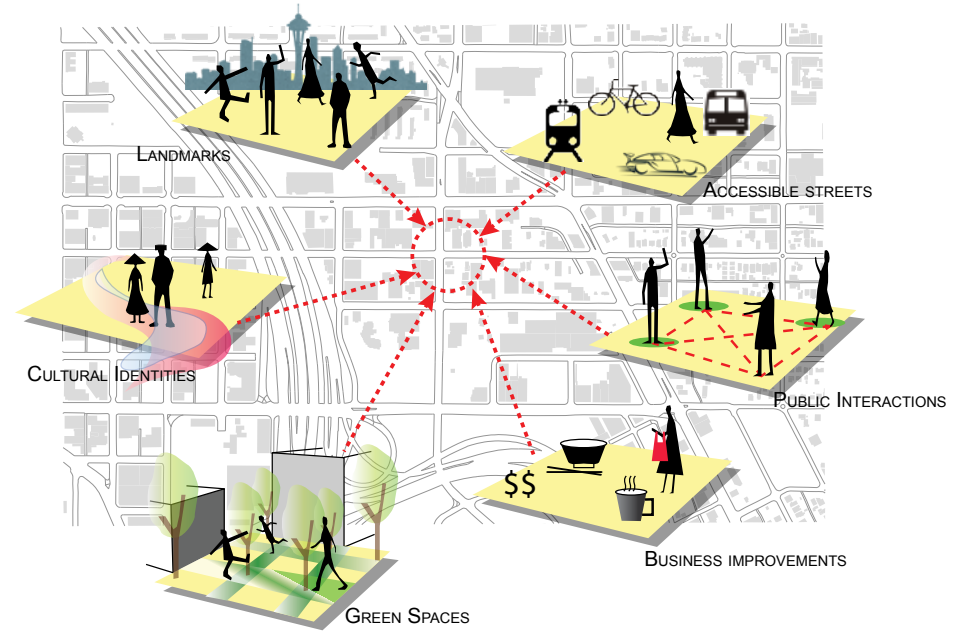 LANDMARKS
ACCESSIBLE STREETS
CULTURAL IDENTITIES
PUBLIC INTERACTIONS
$$
BUSINESS IMPROVEMENTS
GREEN SPACES